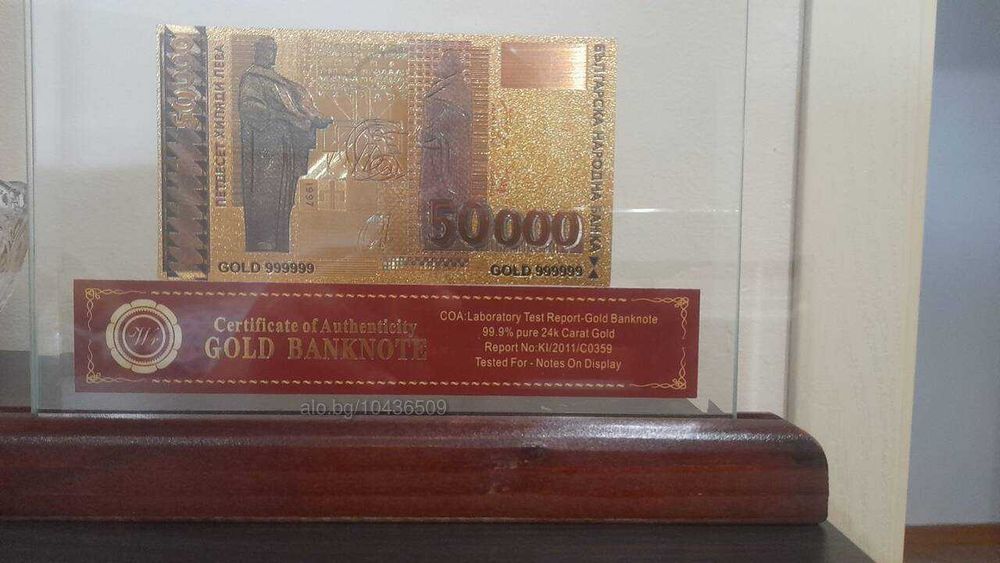 50000
ПЕТДЕСЕТ ХИЛЯДИ ЛЕВА
1997
50000
БЪЛГАРСКА НАРОДНА БАНКА
GOLD 999999
GOLD 999999
Certificate of Authenticity
GOLD BANKNOTE
COA:Laboratory Test Report-Gold Banknote
99.9% pure 24k Carat Gold
Report No:KI/2011/C0359
Tested For - Notes On Display
alo.bg/10436509